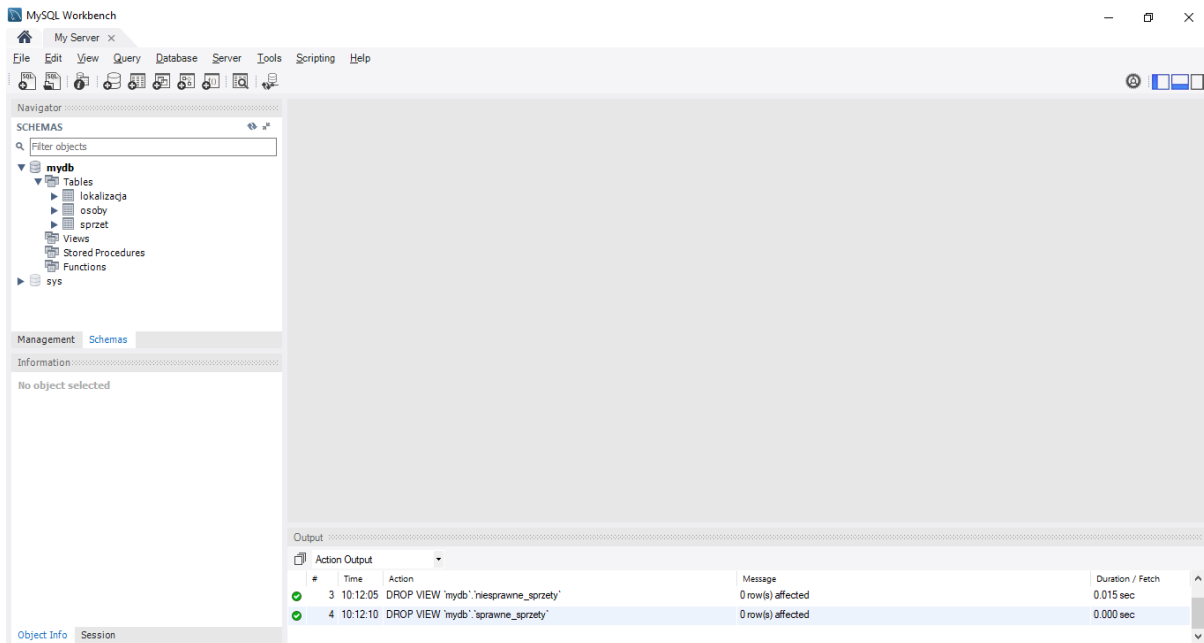 MySQL Workbench
My Server
File Edit View Query Database Server Tools Scripting Help
Navigator
SCHEMAS
Filter objects
mydb
Tables
lokalizacja
osoby
sprzet
Views
Stored Procedures
Functions
sys
Management Schemas
Information
No object selected
Object Info Session
Output
Action Output
# Time Action Message Duration / Fetch
3 10:12:05 DROP VIEW `mydb`.`niesprawne_sprzety` 0 row(s) affected 0.015 sec
4 10:12:10 DROP VIEW `mydb`.`sprawne_sprzety` 0 row(s) affected 0.000 sec